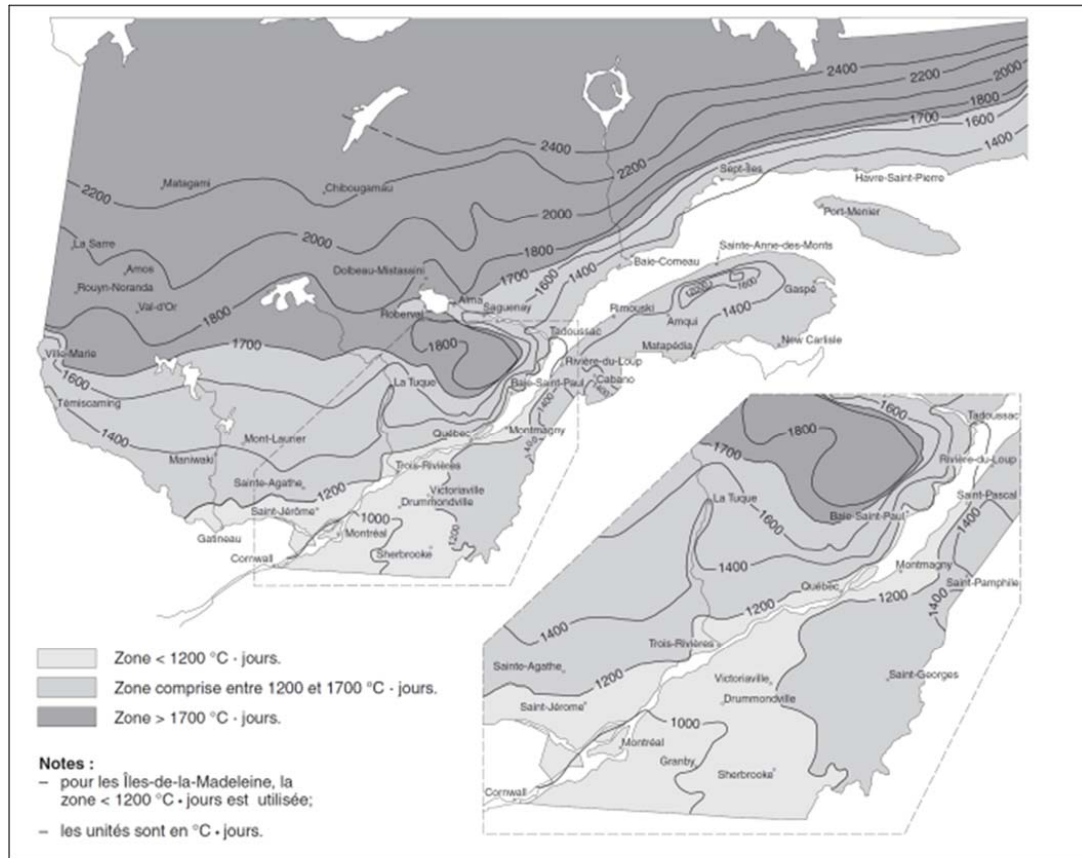 2400
2200
2000
1800
1700
1600
1400
2400
2200
Sept-Îles
Havre-Saint-Pierre
Matagami
Chibougamau
2200
2000
Port-Menier
La Sarre
2000
1800
Sainte-Anne-des-Monts
Amos
Dolbeau-Mistassini
1700
1600
1400
Baie-Comeau
Rouyn-Noranda
Val-d'Or
Alma
Saguenay
Rimouski
Gaspé
1600
1800
Roberval
Amqui
1400
Ville-Marie
1700
1800
Tadoussac
Matapédia
New Carlisle
1600
La Tuque
Rivière-du-Loup
Baie-Saint-Paul
Cabano
Témiscaming
1400
1400
Mont-Laurier
Québec
Montmagny
Maniwaki
Trois-Rivières
Sainte-Agathe
1200
Victoriaville
Drummondville
Saint-Jérôme
1000
1200
Gatineau
Montréal
Sherbrooke
Cornwall
1800
1600
Tadoussac
1700
Rivière-du-Loup
La Tuque
Saint-Pascal
1600
Baie-Saint-Paul
1400
1400
Montmagny
Québec
Saint-Pamphile
1200
1200
1400
1400
Trois-Rivières
Sainte-Agathe
1200
Victoriaville
Saint-Georges
Saint-Jérome
Drummondville
1000
Montréal
Granby
Sherbrooke
Cornwall
Zone < 1200 °C · jours.
Zone comprise entre 1200 et 1700 °C · jours.
Zone > 1700 °C · jours.
Notes :
– pour les Îles-de-la-Madeleine, la
zone < 1200 °C • jours est utilisée;
– les unités sont en °C • jours.